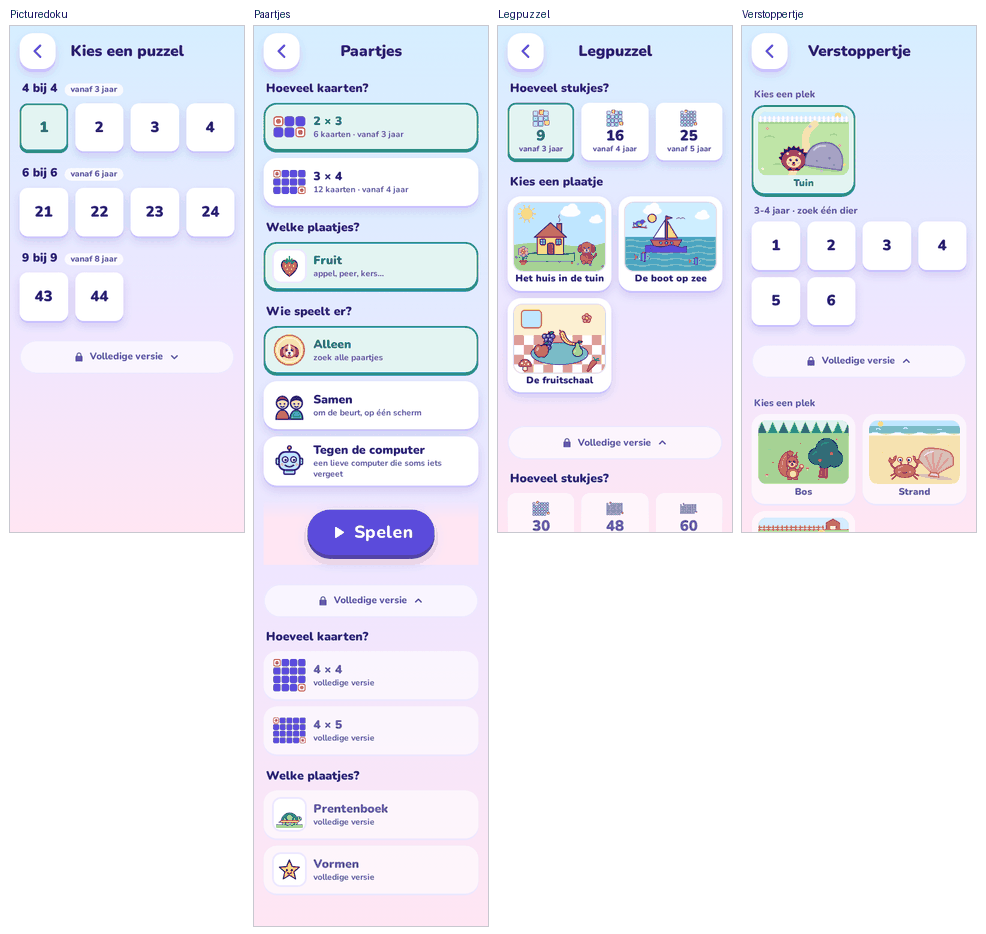 Picturedoku
Kies een puzzel
4 bij 4 vanaf 3 jaar
1 2 3 4
6 bij 6 vanaf 6 jaar
21 22 23 24
9 bij 9 vanaf 8 jaar
43 44
Volledige versie
Paartjes
Paartjes
Hoeveel kaarten?
2 × 3
6 kaarten · vanaf 3 jaar
3 × 4
12 kaarten · vanaf 4 jaar
Welke plaatjes?
Fruit
appel, peer, kers...
Wie speelt er?
Alleen
zoek alle paartjes
Samen
om de beurt, op één scherm
Tegen de computer
een lieve computer die soms iets
vergeet
Spelen
Volledige versie
Hoeveel kaarten?
4 × 4
volledige versie
4 × 5
volledige versie
Welke plaatjes?
Prentenboek
volledige versie
Vormen
volledige versie
Legpuzzel
Legpuzzel
Hoeveel stukjes?
9 16 25
vanaf 3 jaar vanaf 4 jaar vanaf 5 jaar
Kies een plaatje
Het huis in de tuin De boot op zee
De fruitschaal
Volledige versie
Hoeveel stukjes?
30 48 60
Verstoppertje
Verstoppertje
Kies een plek
Tuin
3-4 jaar · zoek één dier
1 2 3 4
5 6
Volledige versie
Kies een plek
Bos Strand